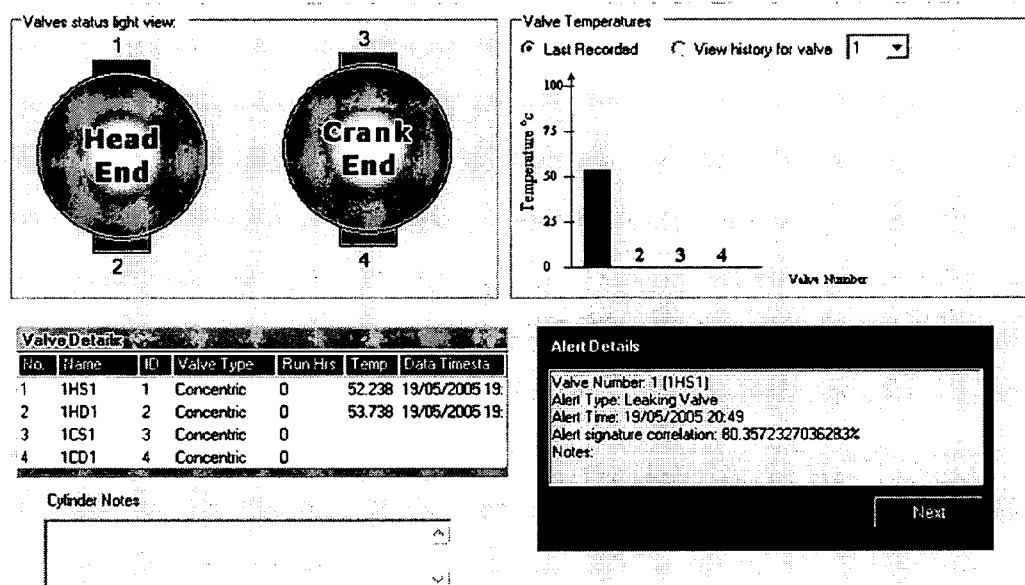 Valves status light view:
1
3
Head
End
Crank
End
2
4
Valve Temperatures
Last Recorded View history for valve 1
Temperature °c
100
75
50
25
0
2 3 4
Valve Number
Valve Details:
No. Name ID Valve Type Run Hrs Temp Data Timesta
1 1HS1 1 Concentric 0 52.238 19/05/2005 19:
2 1HD1 2 Concentric 0 53.738 19/05/2005 19:
3 1CS1 3 Concentric 0
4 1CD1 4 Concentric 0
Cylinder Notes
Alert Details
Valve Number: 1 (1HS1)
Alert Type: Leaking Valve
Alert Time: 19/05/2005 20:49
Alert signature correlation: 80.3572327036283%
Notes:
Next